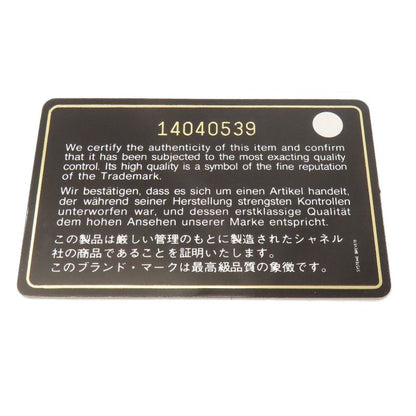 14040539
We certify the authenticity of this item and confirm
that it has been subjected to the most exacting quality
control. Its high quality is a symbol of the fine reputation
of the Trademark.
Wir bestätigen, dass es sich um einen Artikel handelt,
der während seiner Herstellung strengsten Kontrollen
unterworfen war, und dessen erstklassige Qualität
dem hohen Ansehen unserer Marke entspricht.
この製品は厳しい管理のもとに製造されたシャネル
社の商品であることを証明いたします。
このブランド・マークは最高級品質の象徴です。